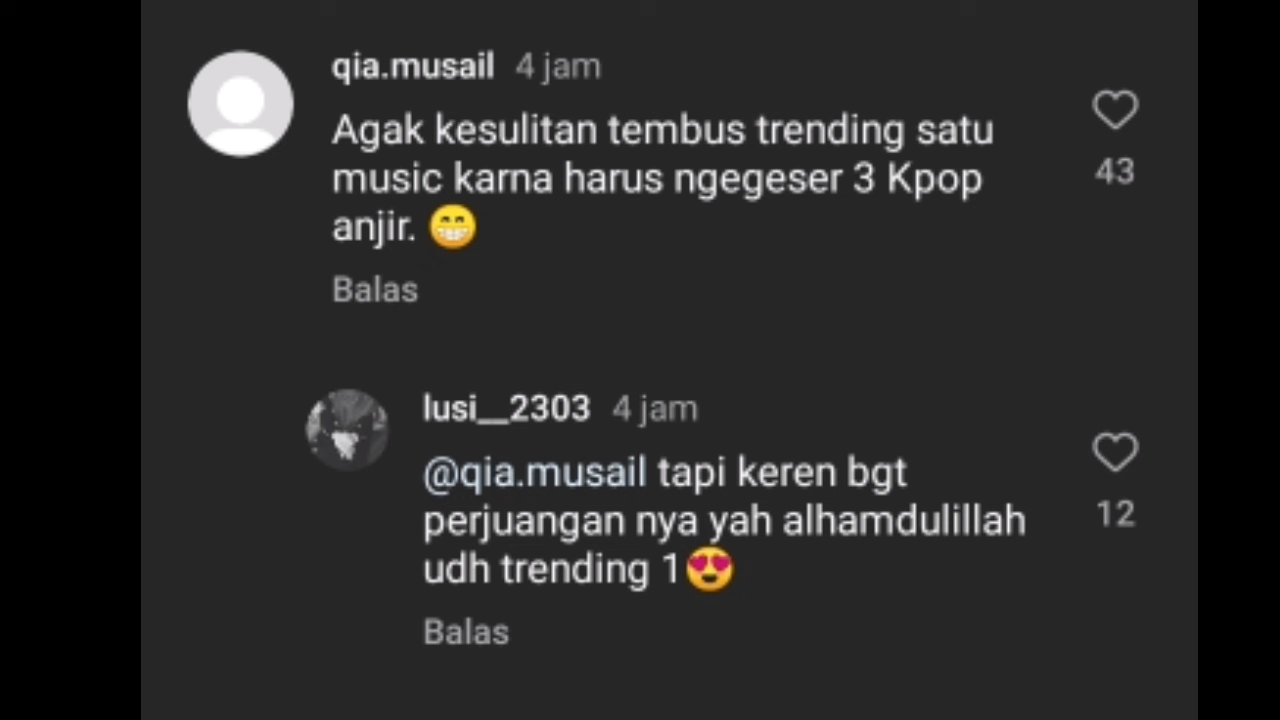 qia.musail 4 jam
Agak kesulitan tembus trending satu
music karna harus ngegeser 3 Kpop
anjir. 😁
43
Balas
lusi__2303 4 jam
@qia.musail tapi keren bgt
perjuangan nya yah alhamdulillah
udh trending 1😍
12
Balas